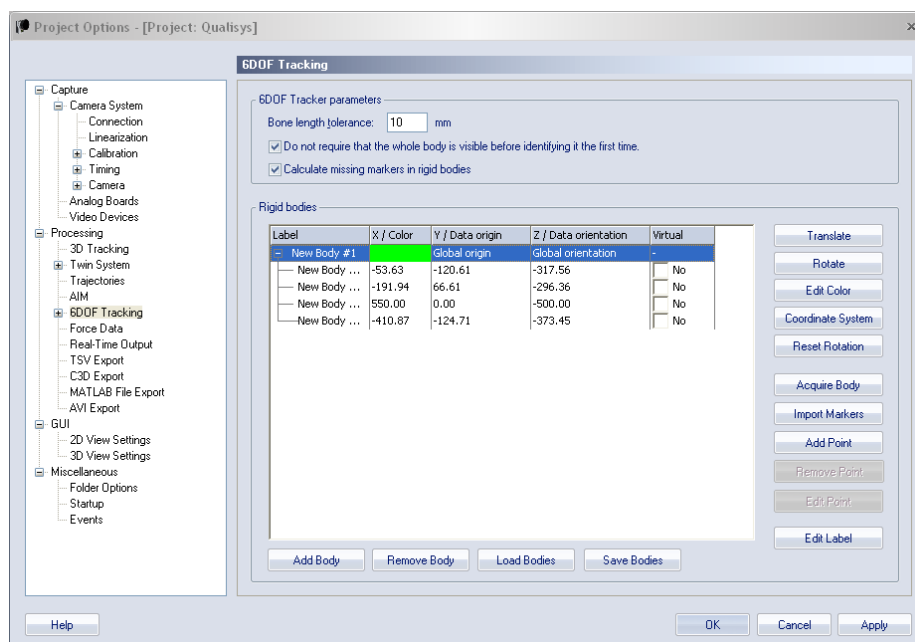 Project Options - [Project: Qualisys]
6DOF Tracking
Capture
Camera System
Connection
Linearization
Calibration
Timing
Camera
Analog Boards
Video Devices
Processing
3D Tracking
Twin System
Trajectories
AIM
6DOF Tracking
Force Data
Real-Time Output
TSV Export
C3D Export
MATLAB File Export
AVI Export
GUI
2D View Settings
3D View Settings
Miscellaneous
Folder Options
Startup
Events
6DOF Tracker parameters
Bone length tolerance: 10 mm
Do not require that the whole body is visible before identifying it the first time.
Calculate missing markers in rigid bodies
Rigid bodies
Label X / Color Y / Data origin Z / Data orientation Virtual
New Body #1 Global origin Global orientation -
New Body ... -53.63 -120.61 -317.56 No
New Body ... -191.94 66.61 -296.36 No
New Body ... 550.00 0.00 -500.00 No
New Body ... -410.87 -124.71 -373.45 No
Translate
Rotate
Edit Color
Coordinate System
Reset Rotation
Acquire Body
Import Markers
Add Point
Remove Point
Edit Point
Edit Label
Add Body Remove Body Load Bodies Save Bodies
Help OK Cancel Apply